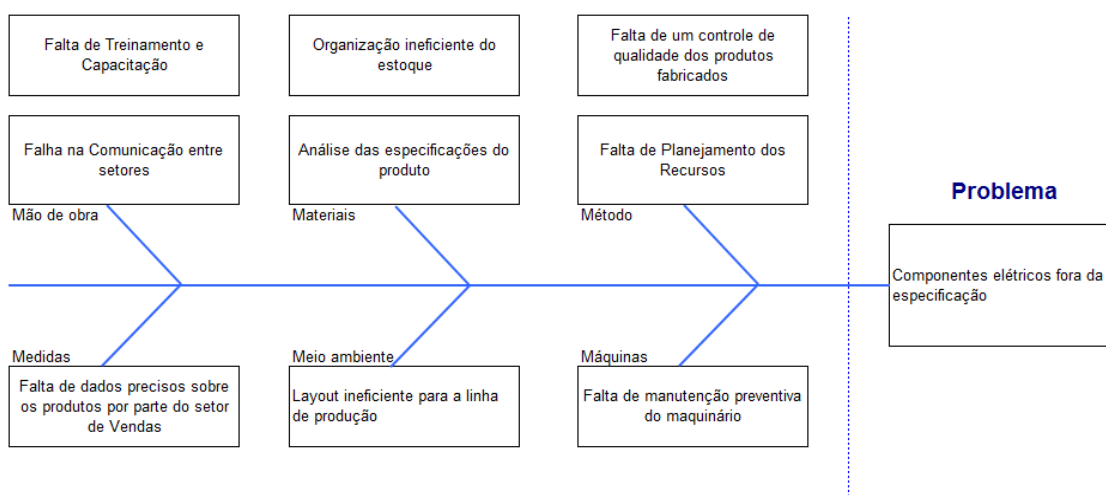 Falta de Treinamento e
Capacitação
Organização ineficiente do
estoque
Falta de um controle de
qualidade dos produtos
fabricados
Falha na Comunicação entre
setores
Análise das especificações do
produto
Falta de Planejamento dos
Recursos
Mão de obra
Materiais
Método
Problema
Componentes elétricos fora da
especificação
Medidas
Meio ambiente
Máquinas
Falta de dados precisos sobre
os produtos por parte do setor
de Vendas
Layout ineficiente para a linha
de produção
Falta de manutenção preventiva
do maquinário